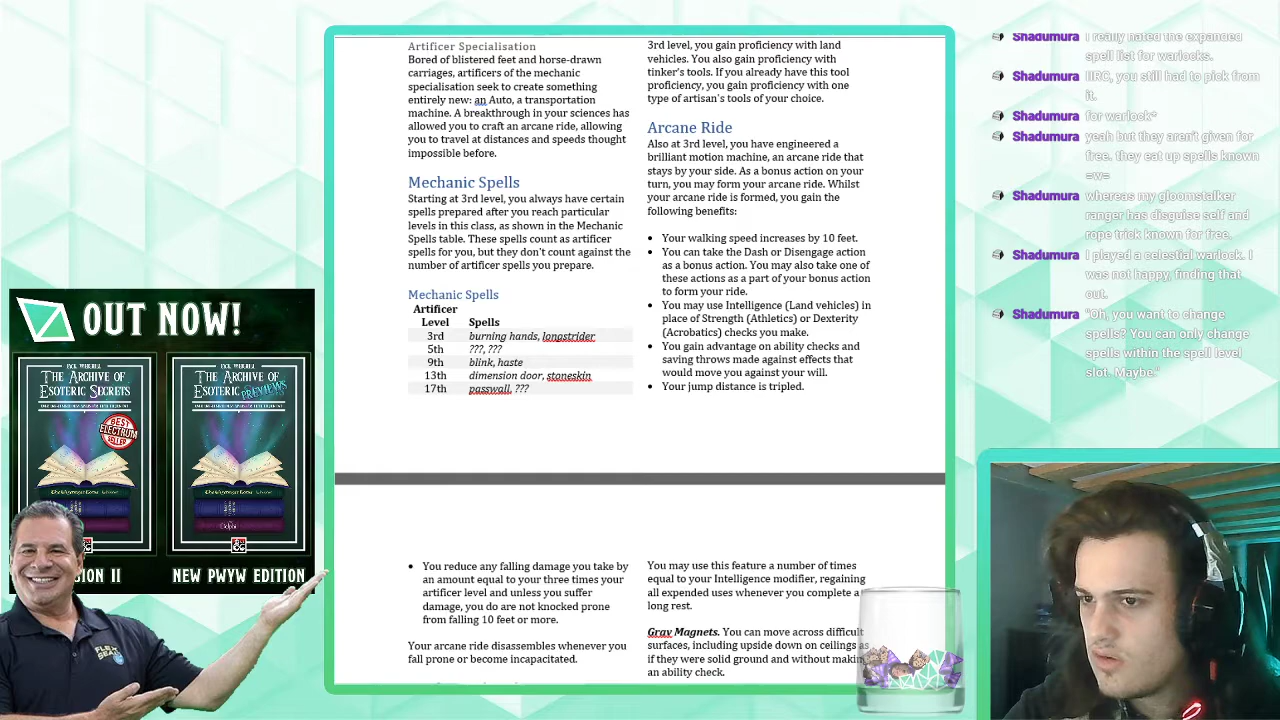 OUT NOW!
THE ARCHIVE OF
ESOTERIC SECRETS
BEST
ELECTRUM
SELLER
THE ARCHIVE OF
ESOTERIC
PREVIEWS
SION II
NEW PWYW EDITION
FLEX
SEAL
Artificer Specialisation
Bored of blistered feet and horse-drawn
carriages, artificers of the mechanic
specialisation seek to create something
entirely new: an Auto, a transportation
machine. A breakthrough in your sciences has
allowed you to craft an arcane ride, allowing
you to travel at distances and speeds thought
impossible before.
Mechanic Spells
Starting at 3rd level, you always have certain
spells prepared after you reach particular
levels in this class, as shown in the Mechanic
Spells table. These spells count as artificer
spells for you, but they don't count against the
number of artificer spells you prepare.
Mechanic Spells
Artificer
Level Spells
3rd burning hands, longstrider
5th ???, ???
9th blink, haste
13th dimension door, stoneskin
17th passwall, ???
3rd level, you gain proficiency with land
vehicles. You also gain proficiency with
tinker's tools. If you already have this tool
proficiency, you gain proficiency with one
type of artisan's tools of your choice.
Arcane Ride
Also at 3rd level, you have engineered a
brilliant motion machine, an arcane ride that
stays by your side. As a bonus action on your
turn, you may form your arcane ride. Whilst
your arcane ride is formed, you gain the
following benefits:
• Your walking speed increases by 10 feet.
• You can take the Dash or Disengage action
as a bonus action. You may also take one of
these actions as a part of your bonus action
to form your ride.
• You may use Intelligence (Land vehicles) in
place of Strength (Athletics) or Dexterity
(Acrobatics) checks you make.
• You gain advantage on ability checks and
saving throws made against effects that
would move you against your will.
• Your jump distance is tripled.
• You reduce any falling damage you take by
an amount equal to your three times your
artificer level and unless you suffer
damage, you do are not knocked prone
from falling 10 feet or more.
Your arcane ride disassembles whenever you
fall prone or become incapacitated.
You may use this feature a number of times
equal to your Intelligence modifier, regaining
all expended uses whenever you complete a
long rest.
Grav Magnets. You can move across difficult
surfaces, including upside down on ceilings as
if they were solid ground and without making
an ability check.
Shadumura I really hated the expanded
spell list for warlocks.
Shadumura IIRC, you still had to pick from
it.
Shadumura for warlock*
Shadumura yeah but they aren't given for
free. they eat up spells known
=w=
Shadumura whereas my gloomstalker
ranger has disguise self and
rope trick known for free.
Shadumura I played a celestial warlock. I
was not happy, finding that
out.
Shadumura "Oh, you want to change
spells? You can only change
spells within the spell level
slot- Maybe."